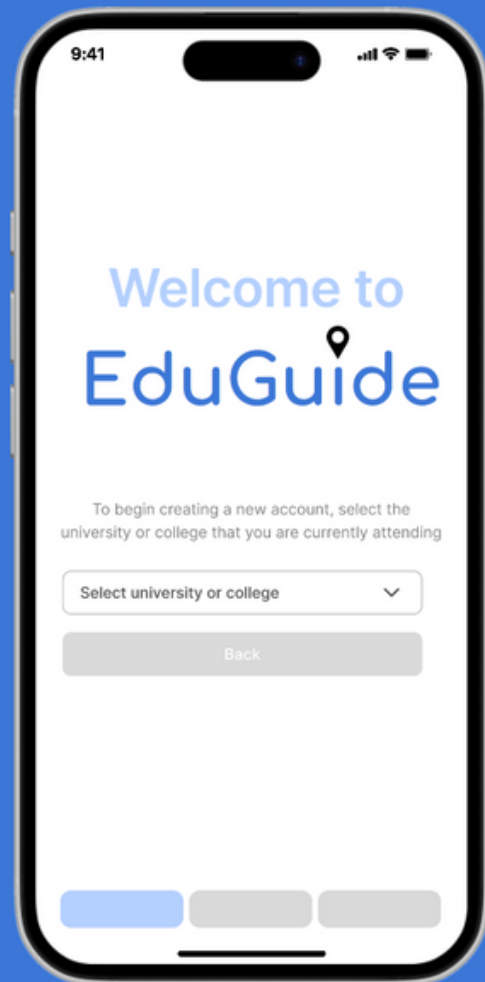 9:41
Welcome to
EduGuide
To begin creating a new account, select the
university or college that you are currently attending
Select university or college
Back